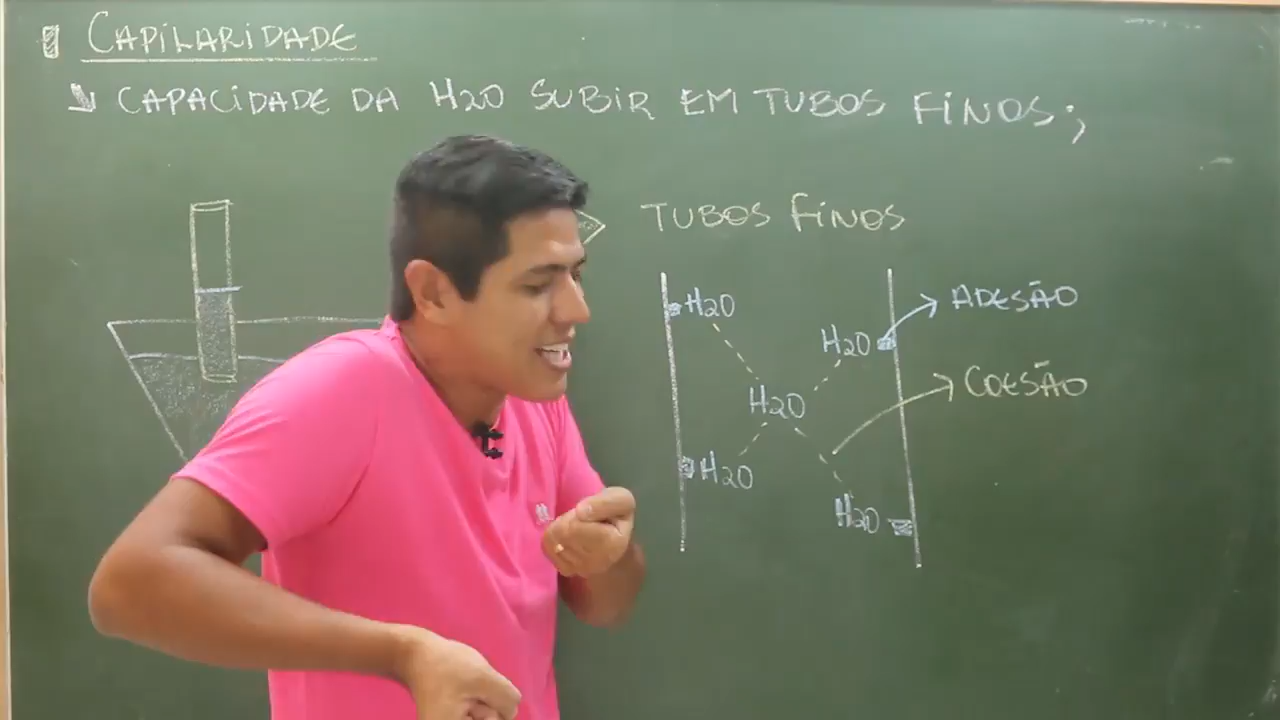 CAPILARIDADE
CAPACIDADE DA H2O SUBIR EM TUBOS FINOS;
TUBOS FINOS
H2O
ADESÃO
H2O
COESÃO
H2O
H2O
H2O